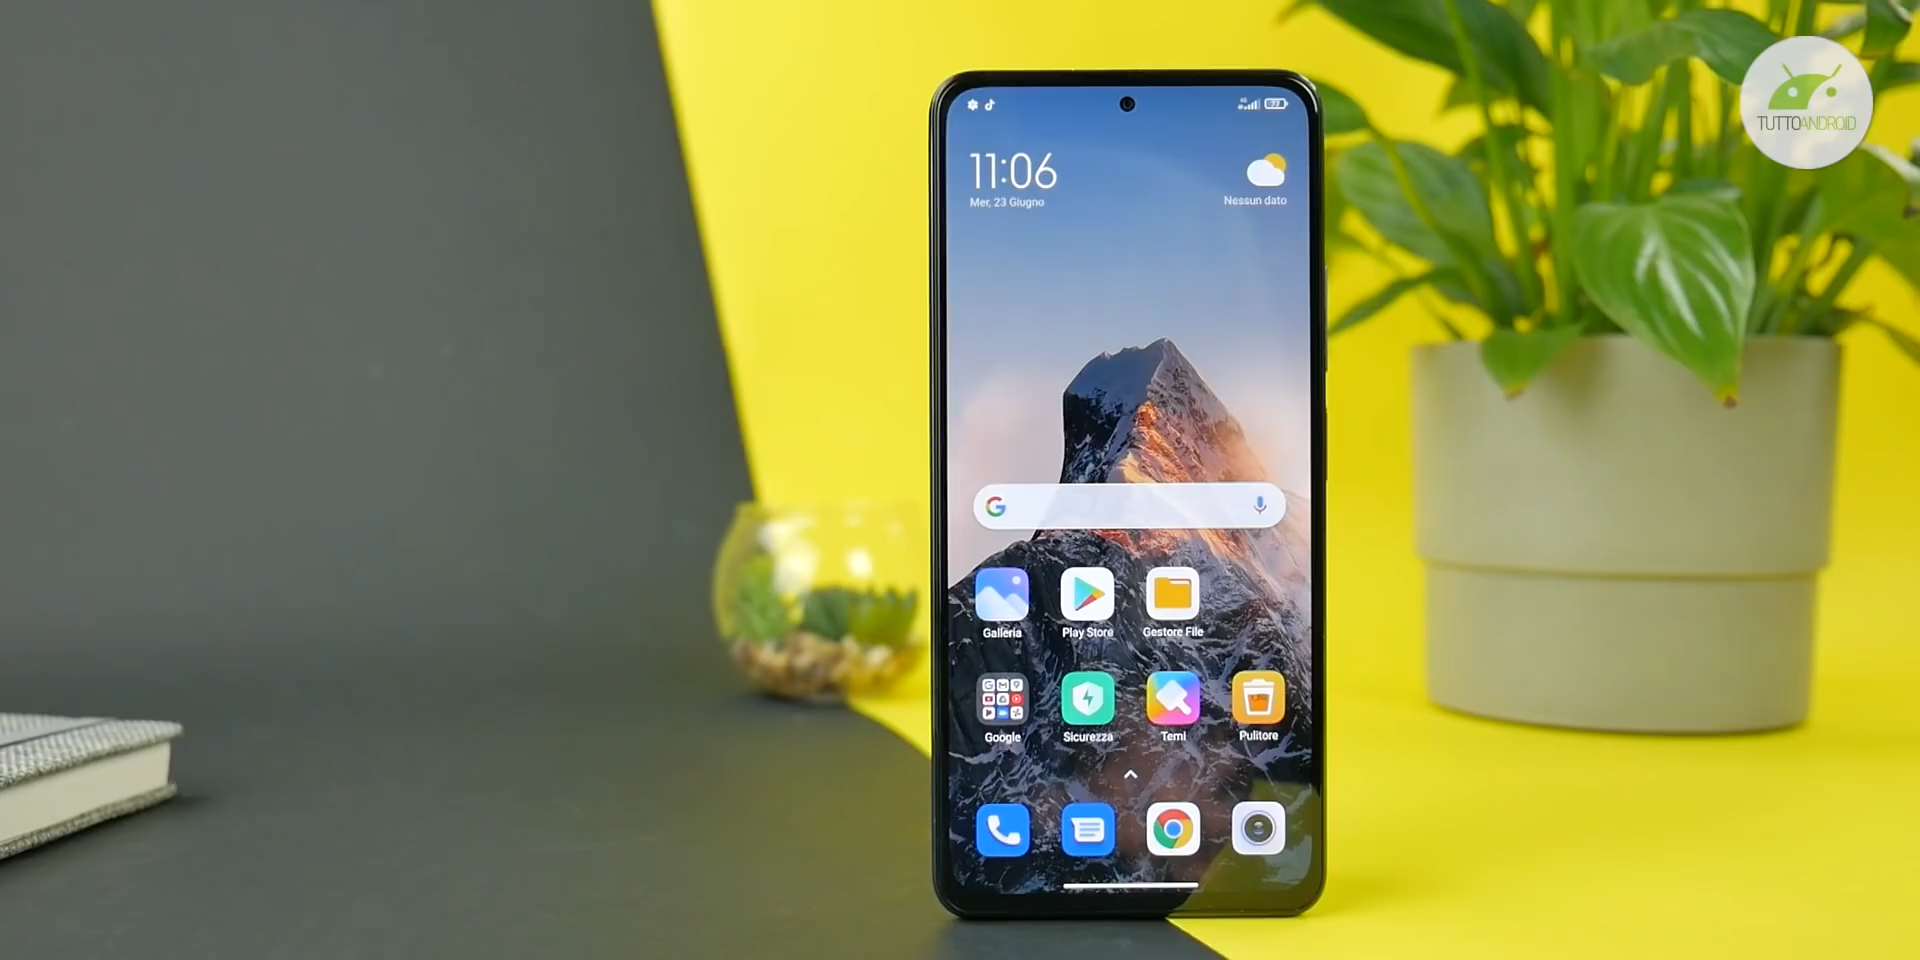 TUTTOANDROID
11:06
Mer, 23 Giugno
Nessun dato
Galleria
Play Store
Gestore File
Google
Sicurezza
Temi
Pulitore